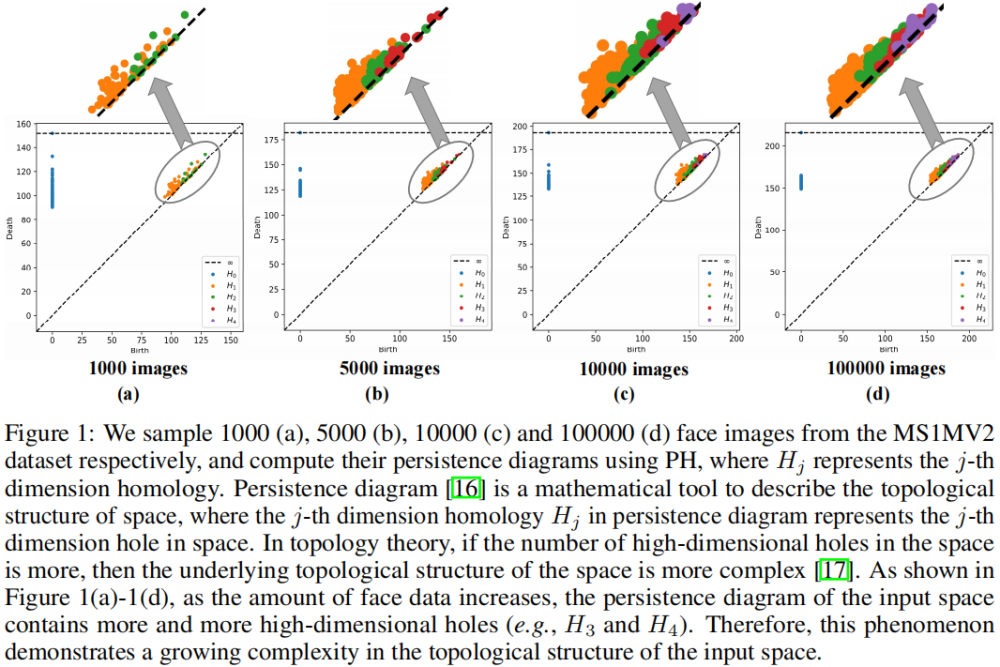 160
140
120
100
80
60
40
20
0
Death
0
25
50
75
100
125
150
Birth
∞
H0
H1
H2
H3
H4
1000 images
(a)
175
150
125
100
75
50
25
0
Death
0
50
100
150
Birth
∞
H0
H1
H2
H3
H4
5000 images
(b)
200
175
150
125
100
75
50
25
0
Death
0
50
100
150
200
Birth
∞
H0
H1
H2
H3
H4
10000 images
(c)
200
150
100
50
0
Death
0
50
100
150
200
Birth
∞
H0
H1
H2
H3
H4
100000 images
(d)
Figure 1: We sample 1000 (a), 5000 (b), 10000 (c) and 100000 (d) face images from the MS1MV2
dataset respectively, and compute their persistence diagrams using PH, where Hj represents the j-th
dimension homology. Persistence diagram [16] is a mathematical tool to describe the topological
structure of space, where the j-th dimension homology Hj in persistence diagram represents the j-th
dimension hole in space. In topology theory, if the number of high-dimensional holes in the space
is more, then the underlying topological structure of the space is more complex [17]. As shown in
Figure 1(a)-1(d), as the amount of face data increases, the persistence diagram of the input space
contains more and more high-dimensional holes (e.g., H3 and H4). Therefore, this phenomenon
demonstrates a growing complexity in the topological structure of the input space.